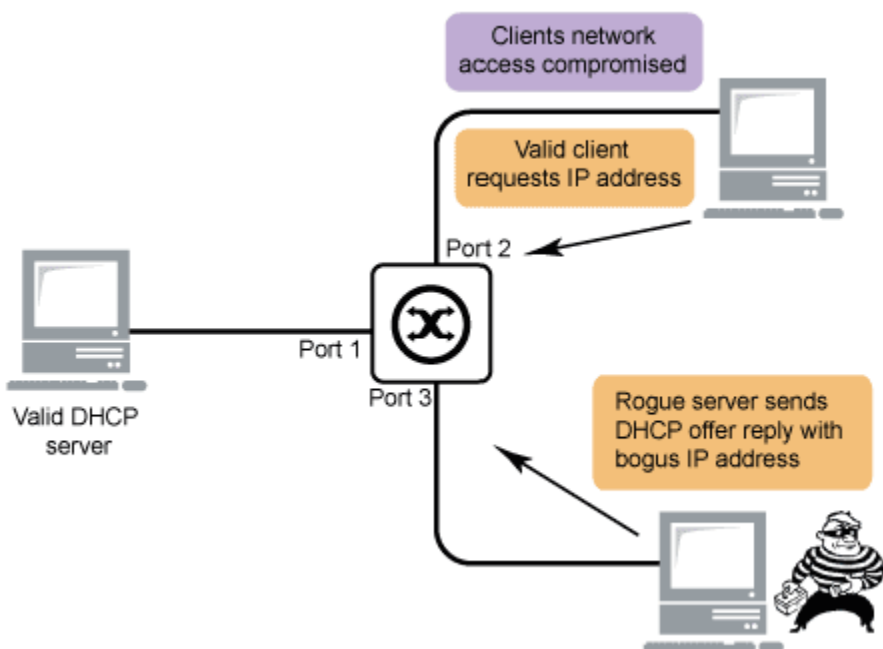 Clients network
access compromised
Valid client
requests IP address
Port 2
Port 1
Port 3
Valid DHCP
server
Rogue server sends
DHCP offer reply with
bogus IP address